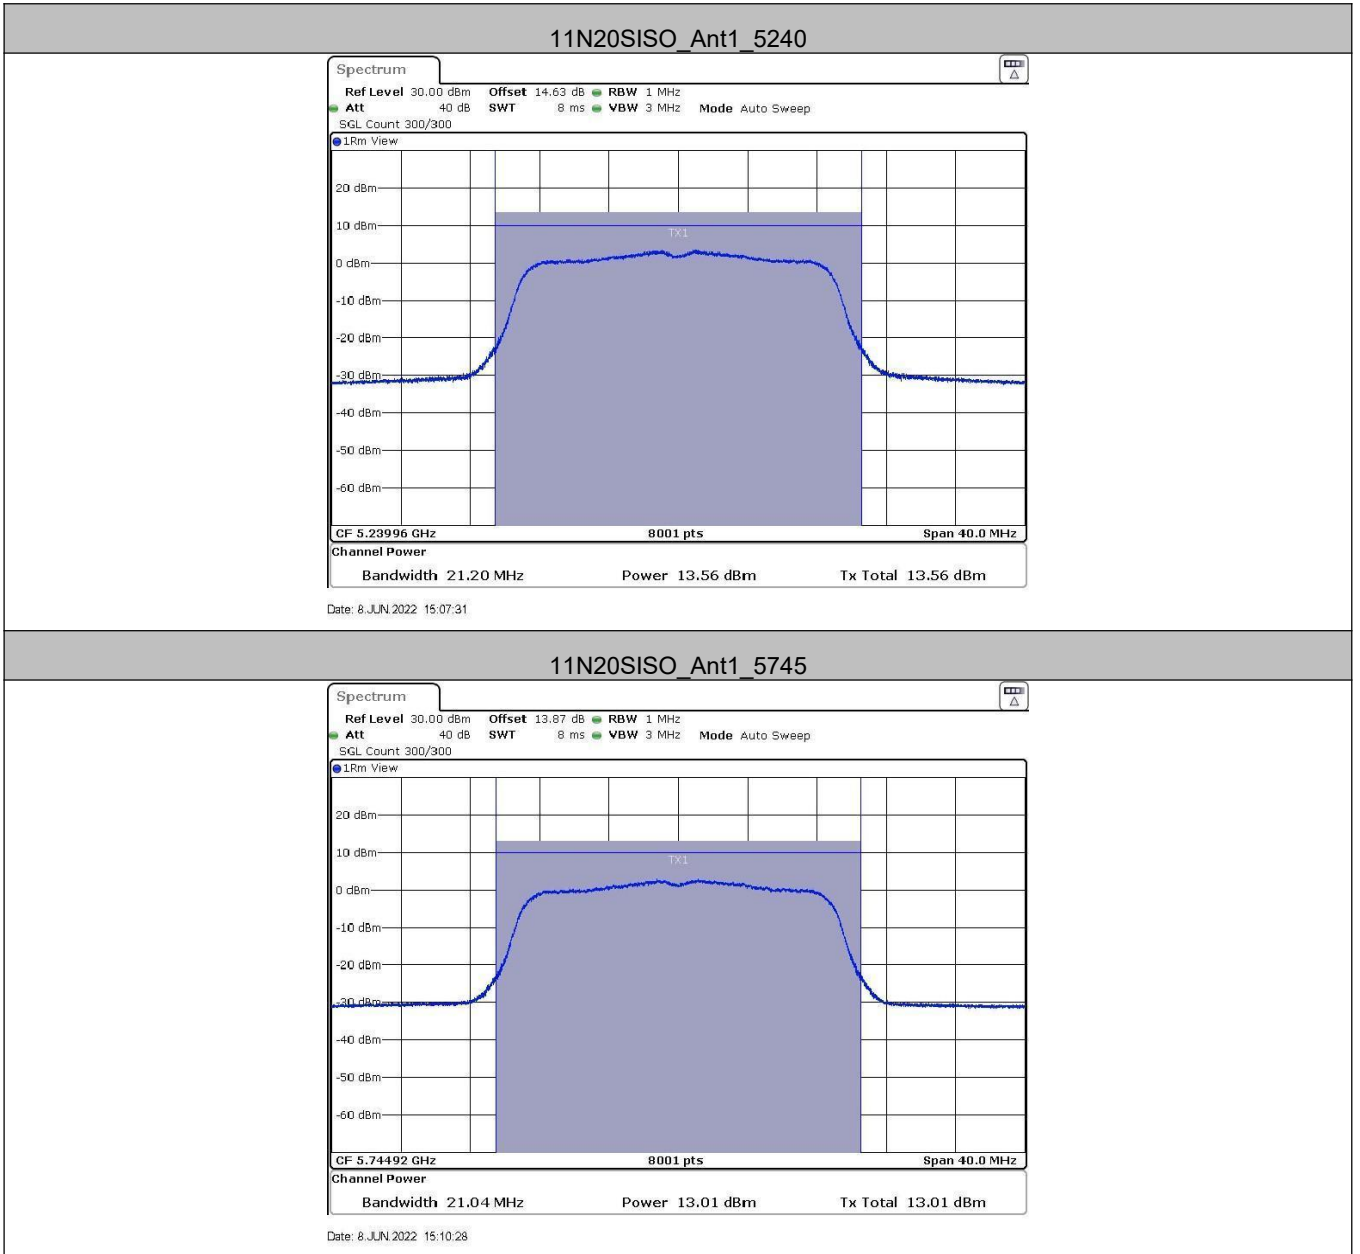 11N20SISO_Ant1_5240
Spectrum
Ref Level 30.00 dBm Offset 14.63 dB RBW 1 MHz
Att 40 dB SWT 8 ms VBW 3 MHz Mode Auto Sweep
SGL Count 300/300
1Rm View
20 dBm
10 dBm
TX1
0 dBm
-10 dBm
-20 dBm
-30 dBm
-40 dBm
-50 dBm
-60 dBm
CF 5.23996 GHz 8001 pts Span 40.0 MHz
Channel Power
Bandwidth 21.20 MHz Power 13.56 dBm Tx Total 13.56 dBm
Date: 8.JUN.2022 15:07:31
11N20SISO_Ant1_5745
Spectrum
Ref Level 30.00 dBm Offset 13.87 dB RBW 1 MHz
Att 40 dB SWT 8 ms VBW 3 MHz Mode Auto Sweep
SGL Count 300/300
1Rm View
20 dBm
10 dBm
TX1
0 dBm
-10 dBm
-20 dBm
-30 dBm
-40 dBm
-50 dBm
-60 dBm
CF 5.74492 GHz 8001 pts Span 40.0 MHz
Channel Power
Bandwidth 21.04 MHz Power 13.01 dBm Tx Total 13.01 dBm
Date: 8.JUN.2022 15:10:28